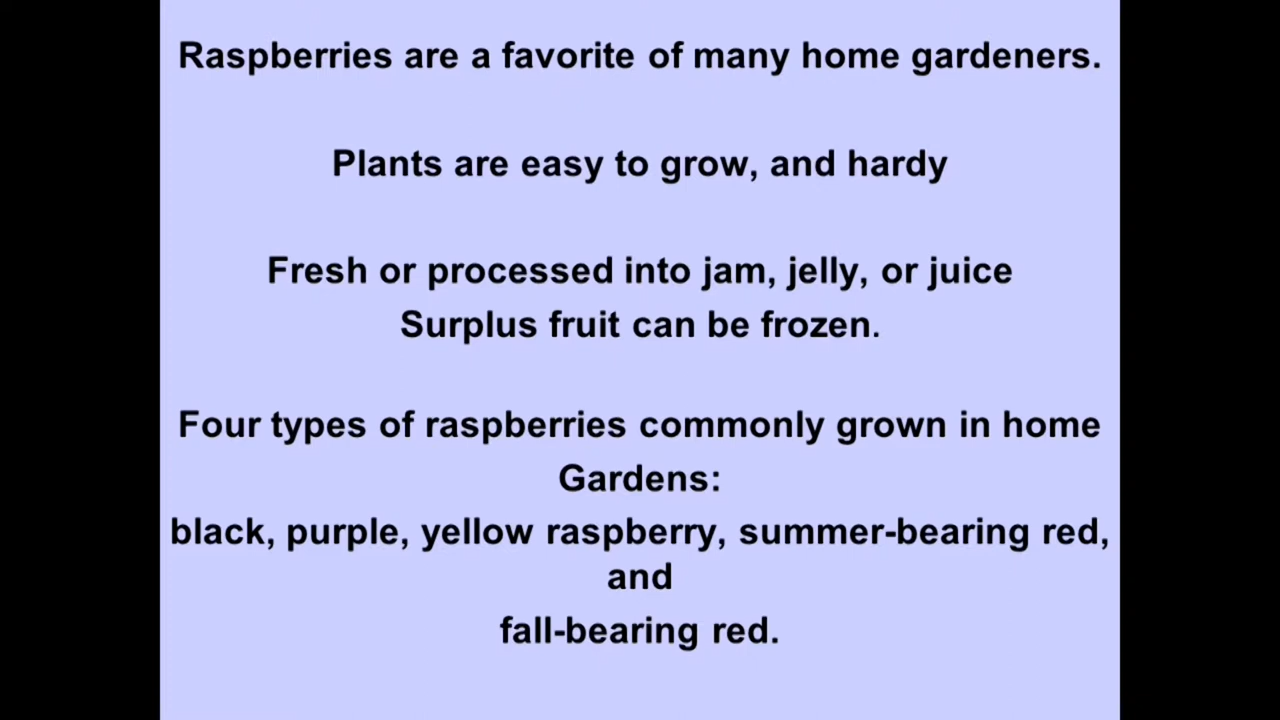 Raspberries are a favorite of many home gardeners.
Plants are easy to grow, and hardy
Fresh or processed into jam, jelly, or juice
Surplus fruit can be frozen.
Four types of raspberries commonly grown in home
Gardens:
black, purple, yellow raspberry, summer-bearing red,
and
fall-bearing red.